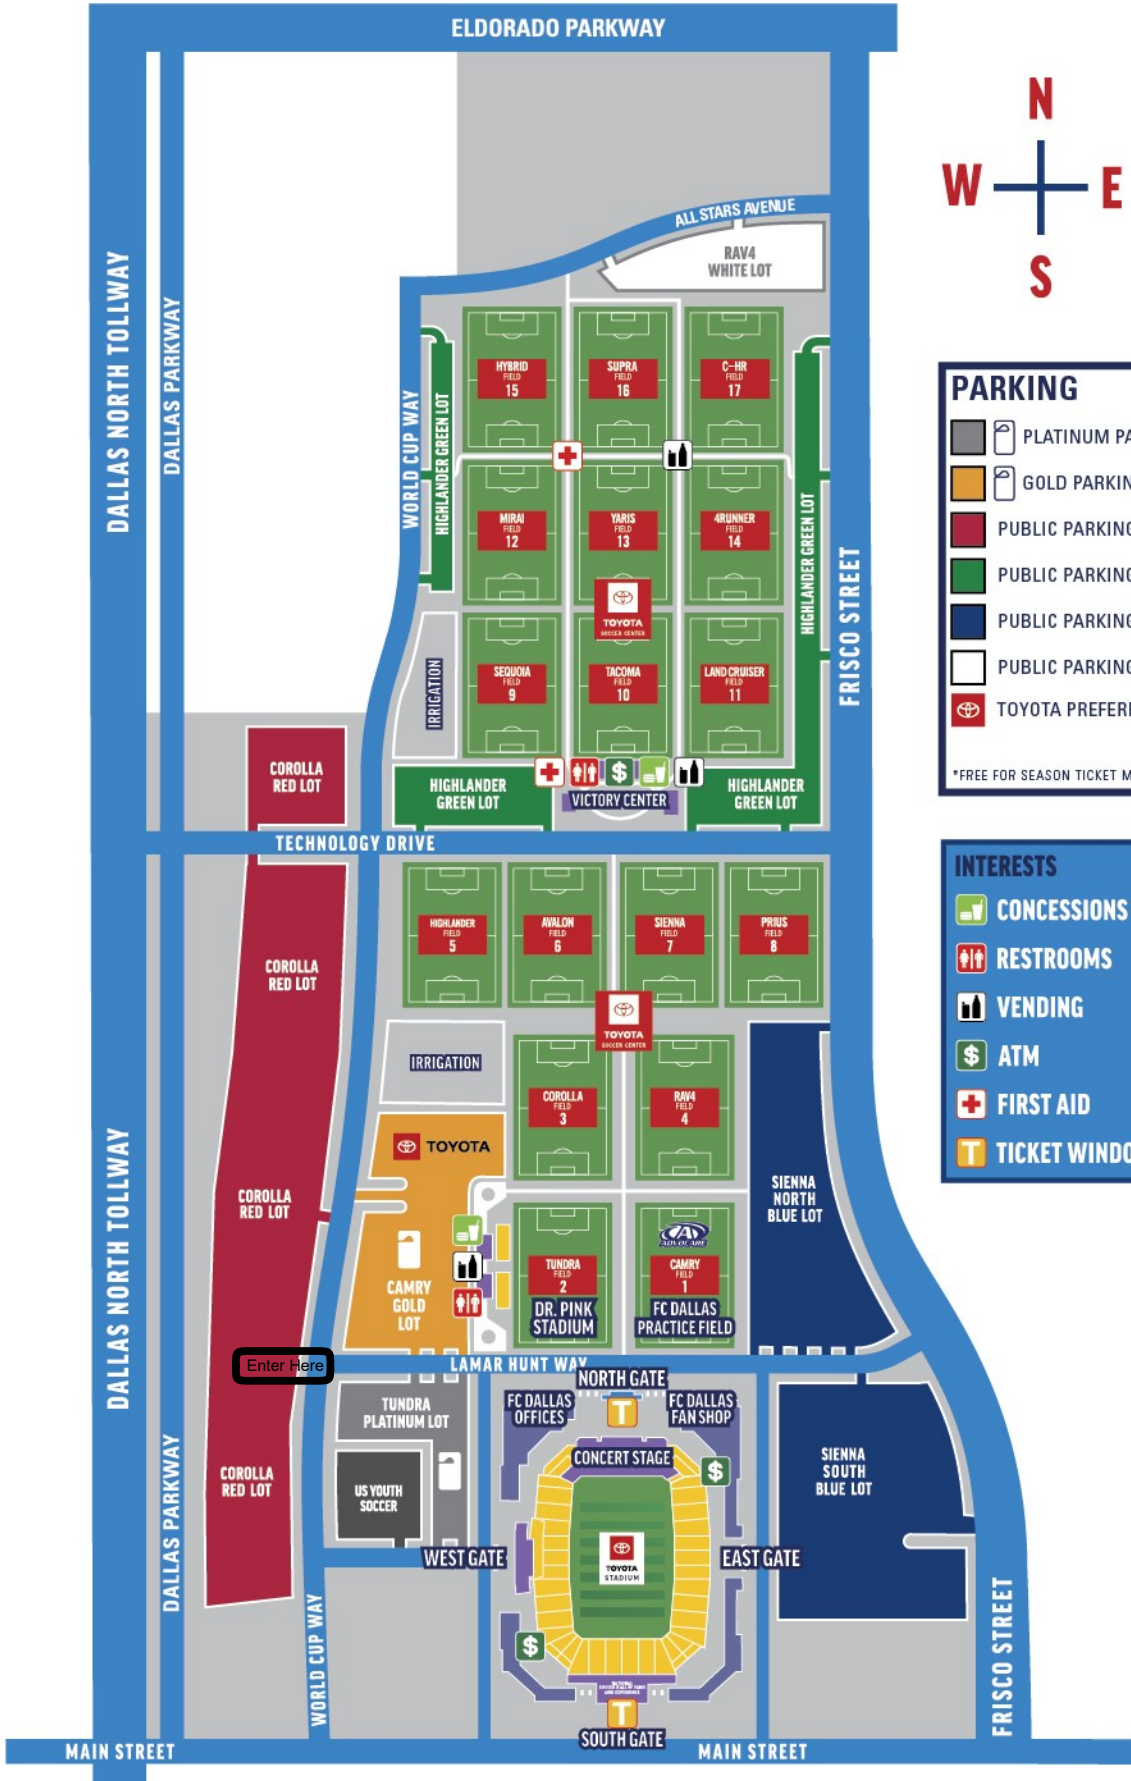 ELDORADO PARKWAY
N
W
E
S
ALL STARS AVENUE
RAV4
WHITE LOT
DALLAS NORTH TOLLWAY
DALLAS PARKWAY
WORLD CUP WAY
HIGHLANDER GREEN LOT
HYBRID
FIELD
15
SUPRA
FIELD
16
C-HR
FIELD
17
MIRAI
FIELD
12
YARIS
FIELD
13
4RUNNER
FIELD
14
HIGHLANDER GREEN LOT
FRISCO STREET
TOYOTA
SOCCER CENTER
IRRIGATION
SEQUOIA
FIELD
9
TACOMA
FIELD
10
LAND CRUISER
FIELD
11
COROLLA
RED LOT
HIGHLANDER
GREEN LOT
$
VICTORY CENTER
HIGHLANDER
GREEN LOT
TECHNOLOGY DRIVE
PARKING
PLATINUM PA
GOLD PARKIN
PUBLIC PARKING
PUBLIC PARKING
PUBLIC PARKING
PUBLIC PARKING
TOYOTA PREFER
*FREE FOR SEASON TICKET M
INTERESTS
CONCESSIONS
RESTROOMS
VENDING
$ ATM
FIRST AID
T TICKET WINDO
COROLLA
RED LOT
HIGHLANDER
FIELD
5
AVALON
FIELD
6
SIENNA
FIELD
7
PRIUS
FIELD
8
TOYOTA
SOCCER CENTER
IRRIGATION
COROLLA
FIELD
3
RAV4
FIELD
4
TOYOTA
DALLAS NORTH TOLLWAY
COROLLA
RED LOT
SIENNA
NORTH
BLUE LOT
CAMRY
GOLD
LOT
TUNDRA
FIELD
2
DR. PINK
STADIUM
ADVOCARE
CAMRY
FIELD
1
FC DALLAS
PRACTICE FIELD
Enter Here
LAMAR HUNT WAY
NORTH GATE
T
TUNDRA
PLATINUM LOT
FC DALLAS
OFFICES
FC DALLAS
FAN SHOP
CONCERT STAGE
$
COROLLA
RED LOT
US YOUTH
SOCCER
SIENNA
SOUTH
BLUE LOT
DALLAS PARKWAY
WEST GATE
TOYOTA
STADIUM
EAST GATE
$
WORLD CUP WAY
T
SOUTH GATE
FRISCO STREET
MAIN STREET
MAIN STREET